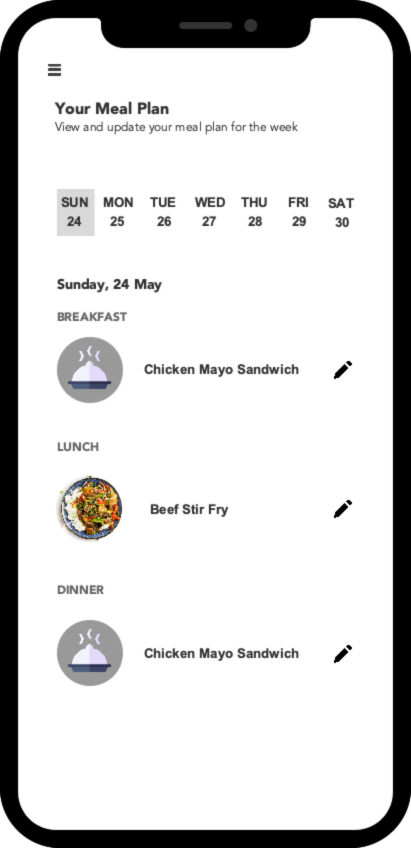 Your Meal Plan
View and update your meal plan for the week
SUN MON TUE WED THU FRI SAT
24 25 26 27 28 29 30
Sunday, 24 May
BREAKFAST
Chicken Mayo Sandwich
LUNCH
Beef Stir Fry
DINNER
Chicken Mayo Sandwich